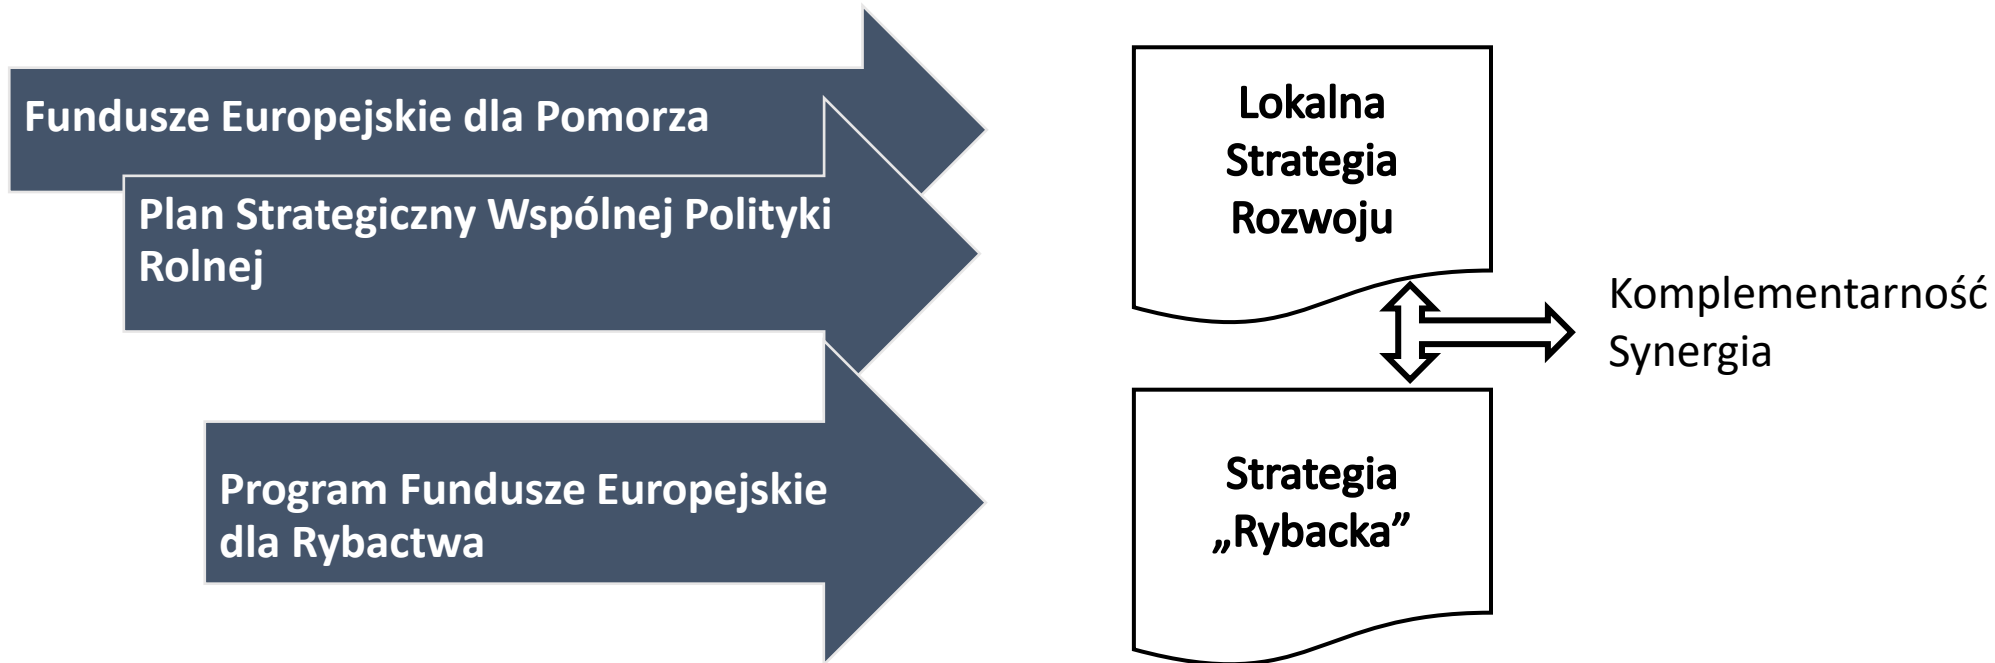 Fundusze Europejskie dla Pomorza
Plan Strategiczny Wspólnej Polityki
Rolnej
Program Fundusze Europejskie
dla Rybactwa
Lokalna
Strategia
Rozwoju
Komplementarność
Synergia
Strategia
„Rybacka”